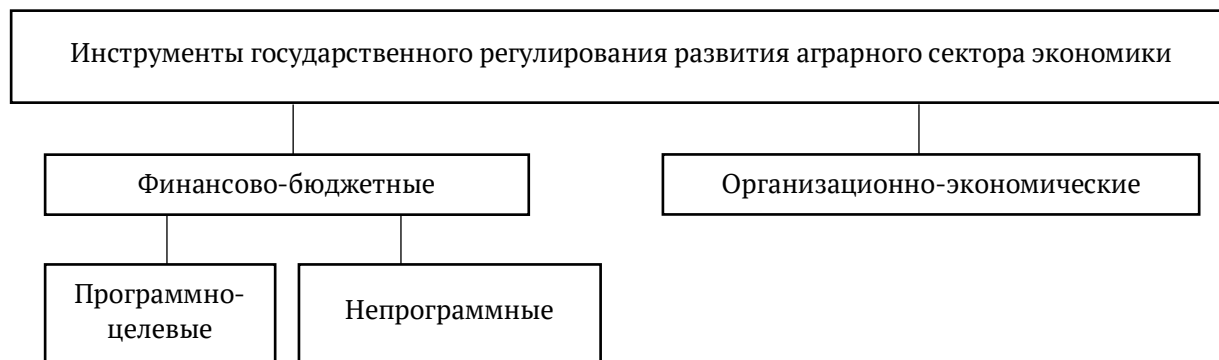 Инструменты государственного регулирования развития аграрного сектора экономики
Финансово-бюджетные
Организационно-экономические
Программно-
целевые
Непрограммные